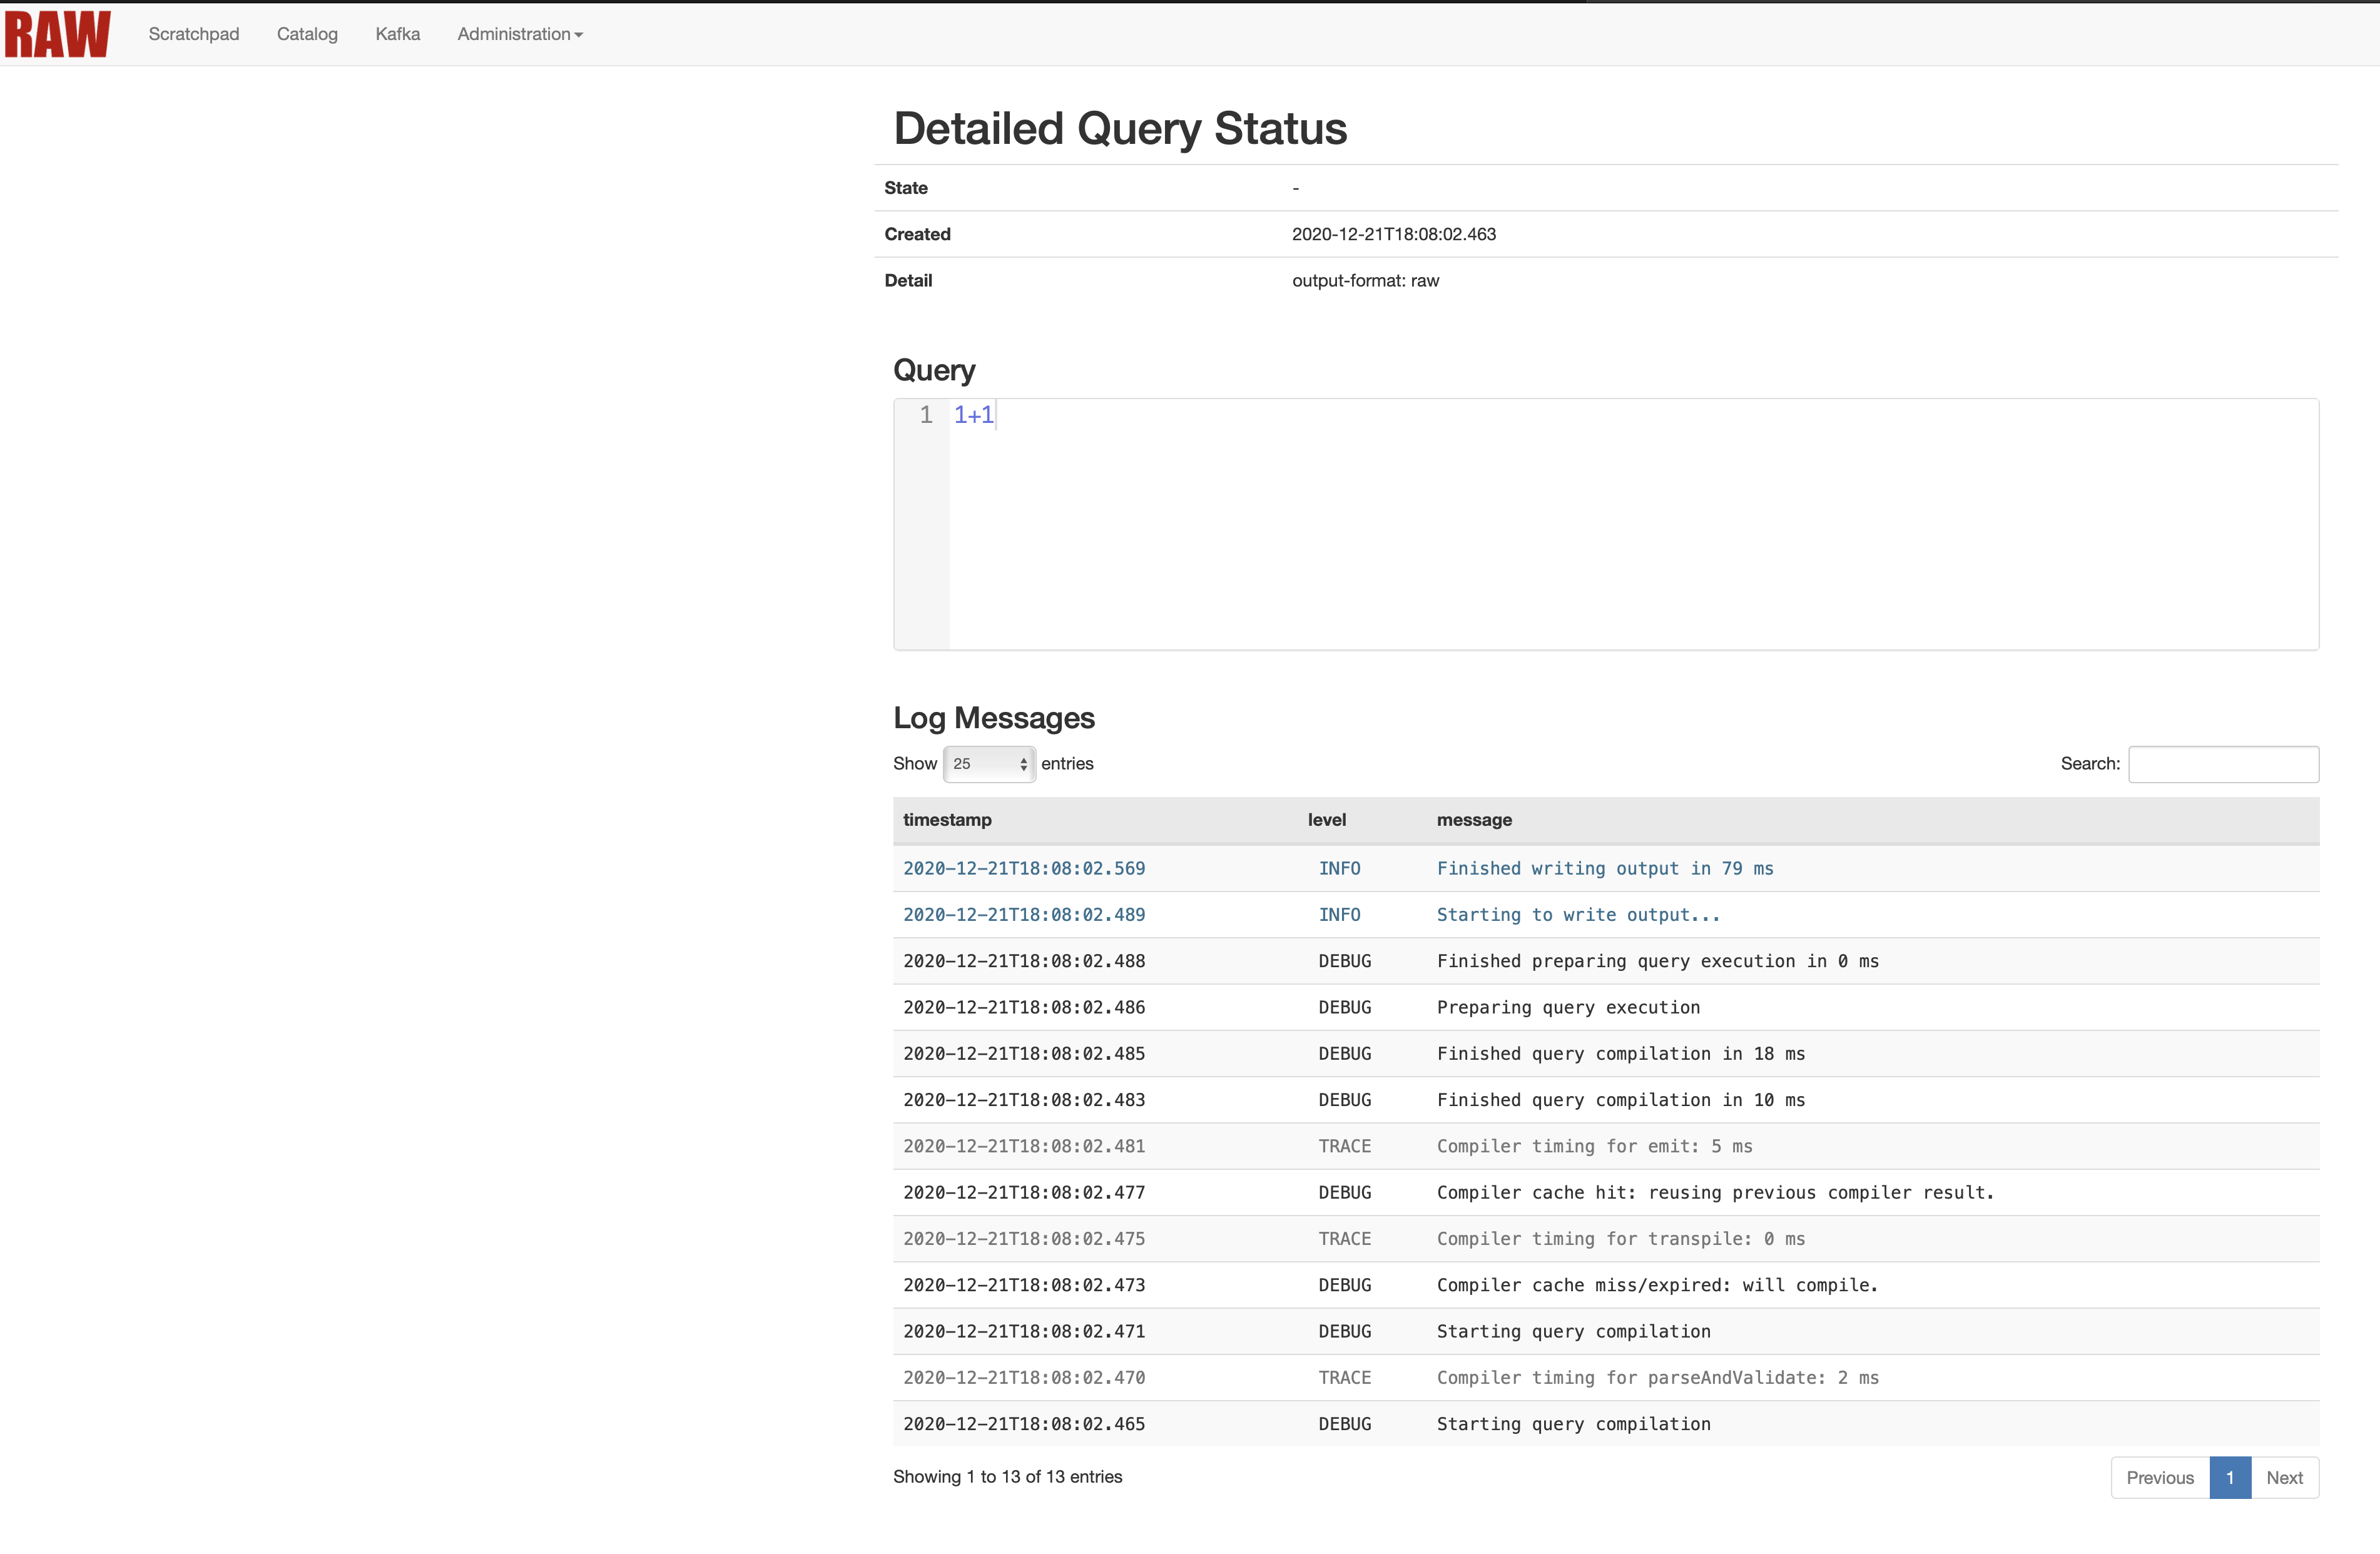 RAW Scratchpad Catalog Kafka Administration
Detailed Query Status
State -
Created 2020-12-21T18:08:02.463
Detail output-format: raw
Query
1 1+1
Log Messages
Show 25 entries Search:
timestamp level message
2020-12-21T18:08:02.569 INFO Finished writing output in 79 ms
2020-12-21T18:08:02.489 INFO Starting to write output...
2020-12-21T18:08:02.488 DEBUG Finished preparing query execution in 0 ms
2020-12-21T18:08:02.486 DEBUG Preparing query execution
2020-12-21T18:08:02.485 DEBUG Finished query compilation in 18 ms
2020-12-21T18:08:02.483 DEBUG Finished query compilation in 10 ms
2020-12-21T18:08:02.481 TRACE Compiler timing for emit: 5 ms
2020-12-21T18:08:02.477 DEBUG Compiler cache hit: reusing previous compiler result.
2020-12-21T18:08:02.475 TRACE Compiler timing for transpile: 0 ms
2020-12-21T18:08:02.473 DEBUG Compiler cache miss/expired: will compile.
2020-12-21T18:08:02.471 DEBUG Starting query compilation
2020-12-21T18:08:02.470 TRACE Compiler timing for parseAndValidate: 2 ms
2020-12-21T18:08:02.465 DEBUG Starting query compilation
Showing 1 to 13 of 13 entries Previous 1 Next